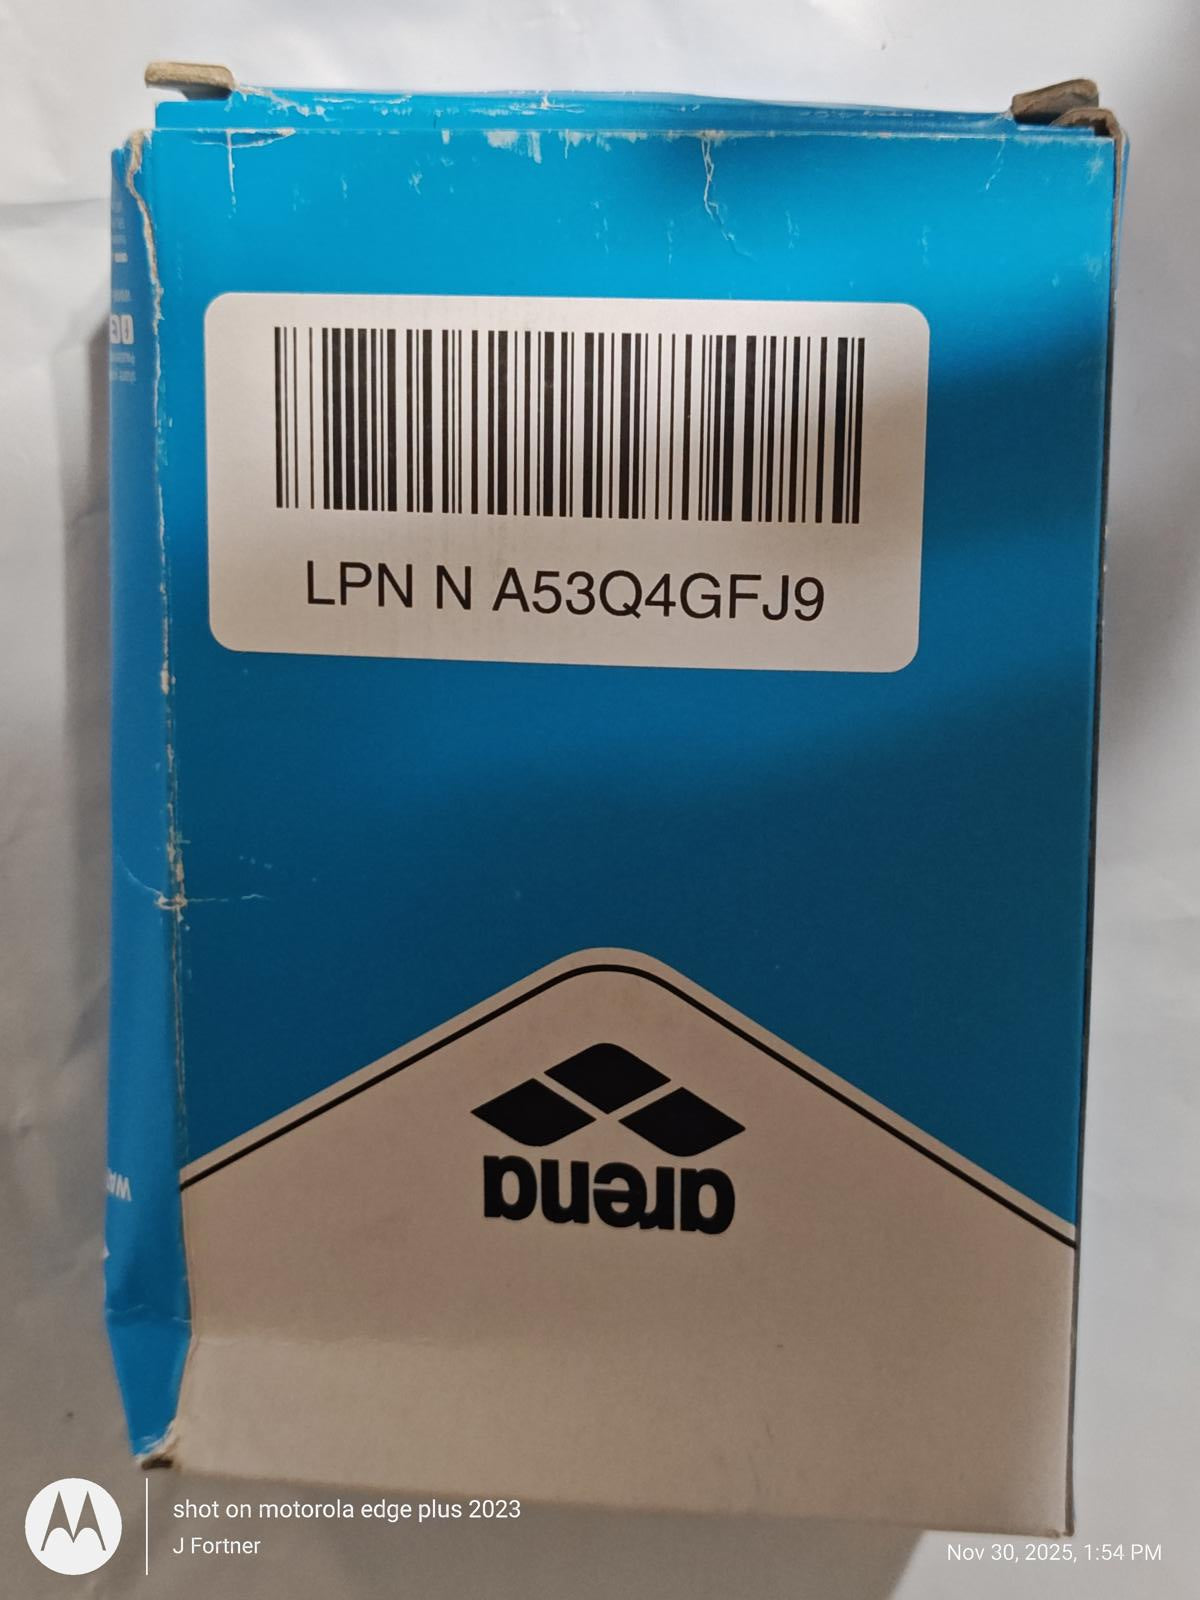 LPN N A53Q4GFJ9
arena
shot on motorola edge plus 2023
J Fortner
Nov 30, 2025, 1:54 PM